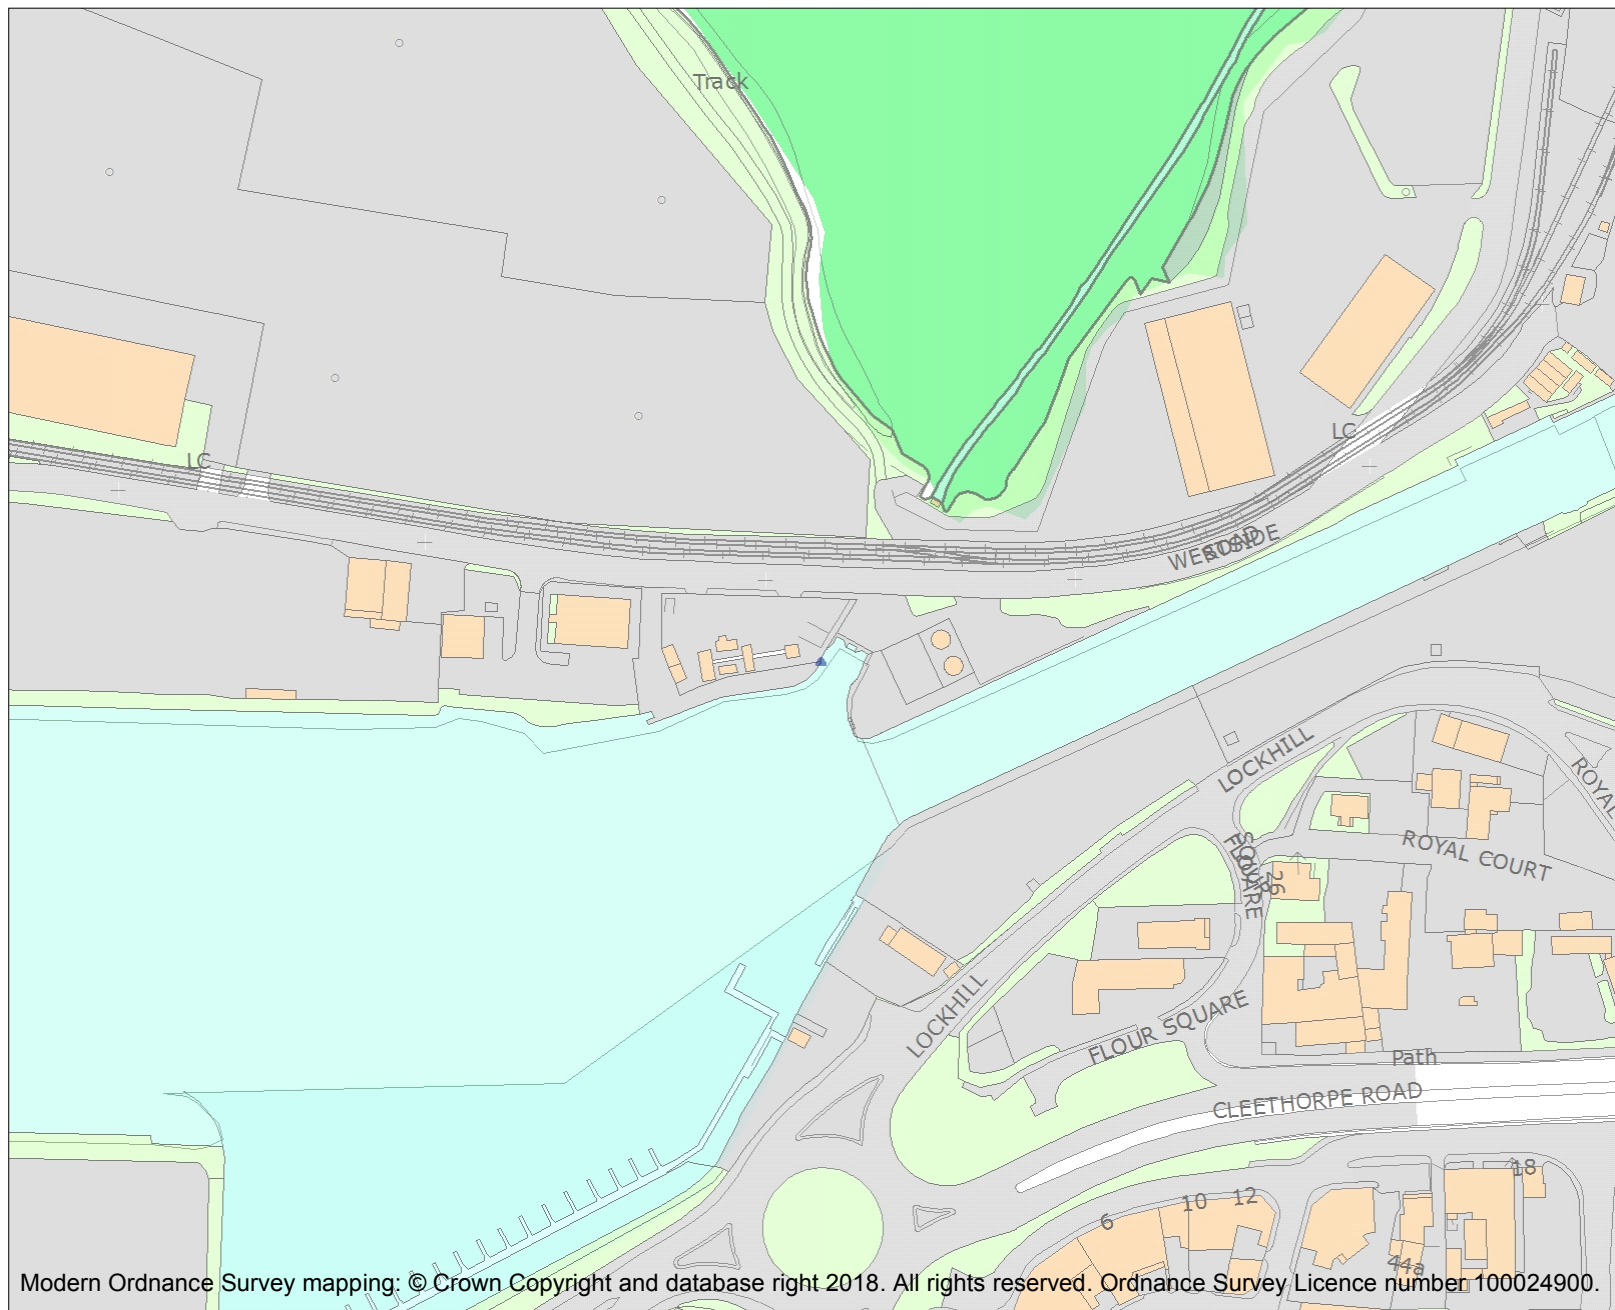 Track
LC
LC
WESTSIDE
ROAD
LOCKHILL
ROYAL
ROYAL COURT
FLOUR
SQUARE
26
LOCKHILL
FLOUR SQUARE
Path
CLEETHORPE ROAD
18
12
10
6
44a
Modern Ordnance Survey mapping: © Crown Copyright and database right 2018. All rights reserved. Ordnance Survey Licence number 100024900.